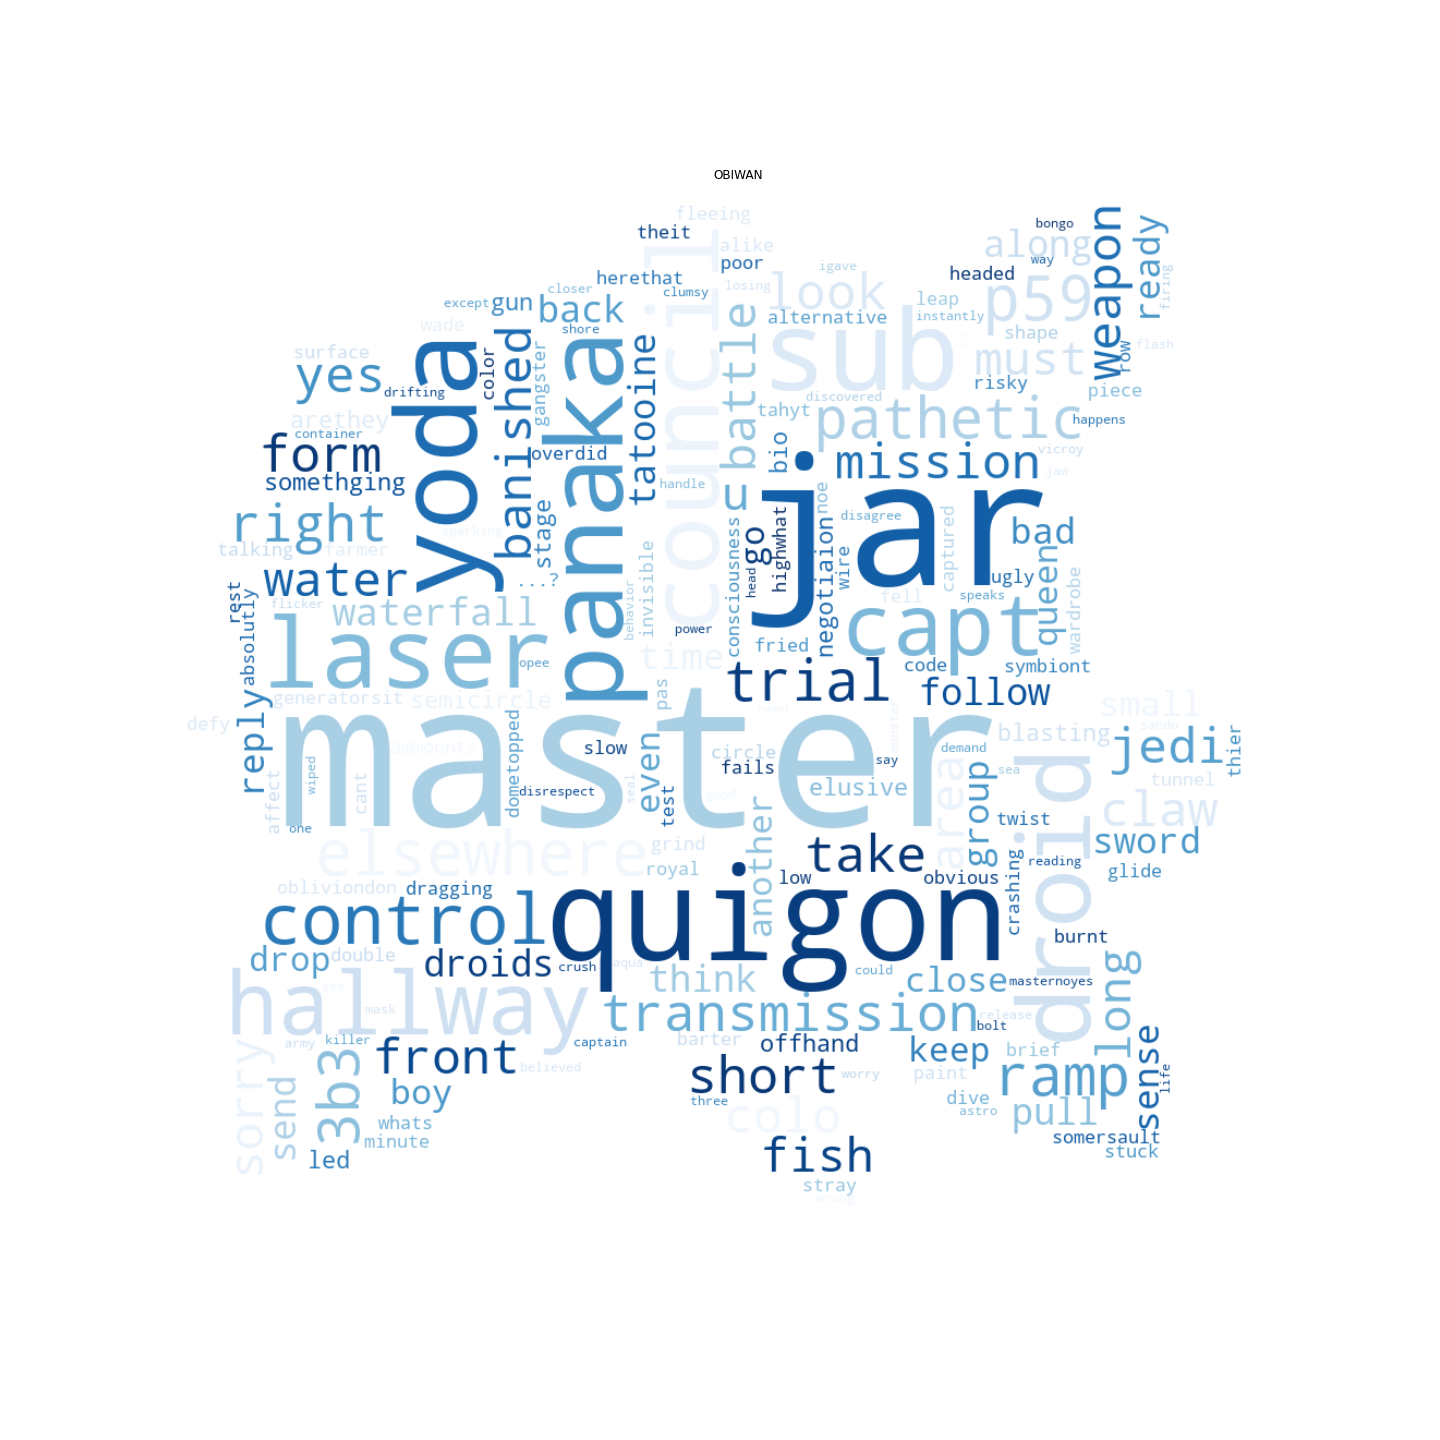 OBIWAN
fleeing
theit
council
alike
poor
igave
bongo
along
way
headed
weapon
ready
firing
herethat
closer
clumsy
losing
look
leap
instantly
p59
except
gun
back
shore
alternative
shape
flash
wade
surface
yes
drifting
color
yoda
banished
gangster
panaka
tatooine
battle
sub
must
risky
row
piece
discovered
tahyt
pathetic
happens
arethey
container
form
somethging
overdid
handle
bio
mission
vicroy
jaw
u
jar
noe
right
talking
farmer
sparking
stage
go
highwhat
disagree
captured
bad
...?
water
invisible
consciousness
head
negotiaion
wire
ugly
queen
wardrobe
rest
absolutly
flicker
waterfall
behavior
power
fell
speaks
capt
laser
opee
time
fried
code
symbiont
reply
generatorsit
semicircle
pas
trial
follow
small
defy
master
need
monster
sando
ammounts
slow
circle
fails
say
demand
blasting
jedi
thier
affect
wiped
cant
dometopped
disrespect
seal
even
test
good
elusive
area
group
sea
tunnel
droid
claw
one
another
twist
elsewhere
grind
royal
take
sword
low
obvious
crashing
reading
glide
obliviondon
dragging
control
quigon
burnt
drop
double
droids
crush
aqua
think
could
close
masternoyes
long
see
hallway
mask
transmission
release
bolt
sorry
army
killer
front
captain
barter
offhand
keep
brief
sense
life
send
3b3
boy
believed
short
worry
paint
ramp
three
dive
astro
pull
whats
minute
colo
somersault
stuck
led
fish
stray
wrong